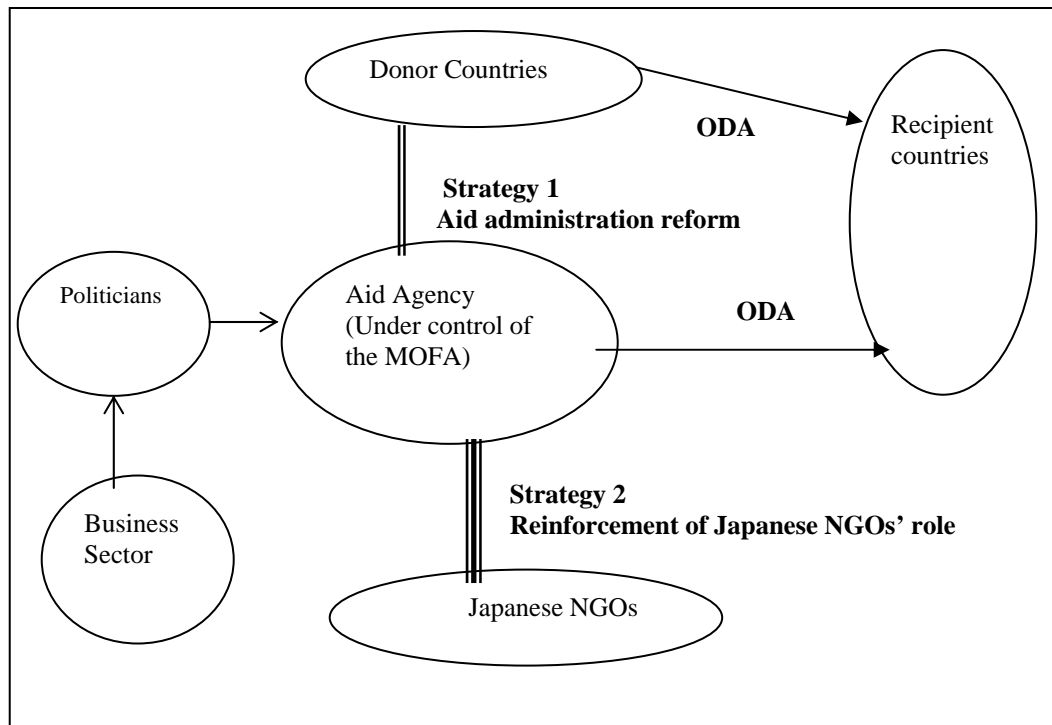 Donor Countries
ODA
Recipient
countries
Strategy 1
Aid administration reform
Politicians
Aid Agency
(Under control of
the MOFA)
ODA
Strategy 2
Reinforcement of Japanese NGOs’ role
Business
Sector
Japanese NGOs